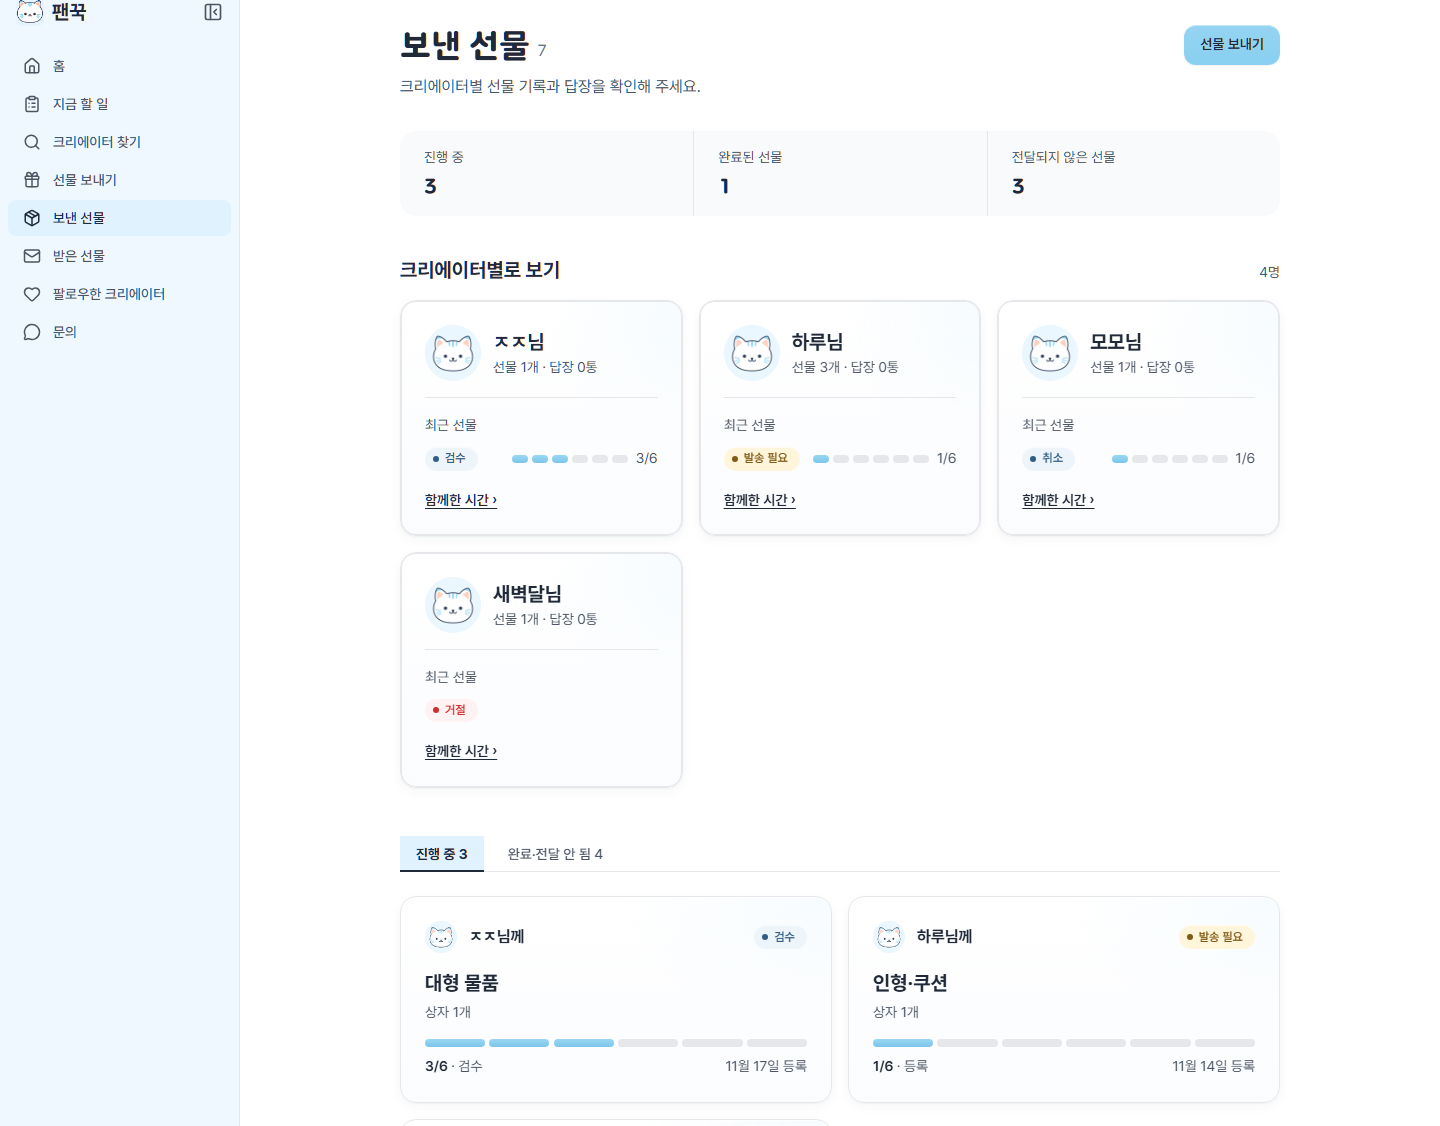 팬꾹
홈
지금 할 일
크리에이터 찾기
선물 보내기
보낸 선물
받은 선물
팔로우한 크리에이터
문의
보낸 선물 7
선물 보내기
크리에이터별 선물 기록과 답장을 확인해 주세요.
진행 중
3
완료된 선물
1
전달되지 않은 선물
3
크리에이터별로 보기
4명
ㅈㅈ님
선물 1개 · 답장 0통
최근 선물
검수
3/6
함께한 시간 ›
하루님
선물 3개 · 답장 0통
최근 선물
발송 필요
1/6
함께한 시간 ›
모모님
선물 1개 · 답장 0통
최근 선물
취소
1/6
함께한 시간 ›
새벽달님
선물 1개 · 답장 0통
최근 선물
거절
함께한 시간 ›
진행 중 3
완료·전달 안 됨 4
ㅈㅈ님께
검수
대형 물품
상자 1개
3/6 · 검수
11월 17일 등록
하루님께
발송 필요
인형·쿠션
상자 1개
1/6 · 등록
11월 14일 등록